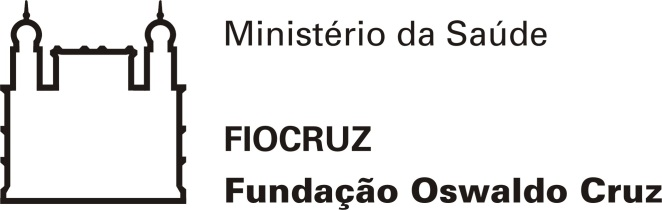 Ministério da Saúde
FIOCRUZ
Fundação Oswaldo Cruz